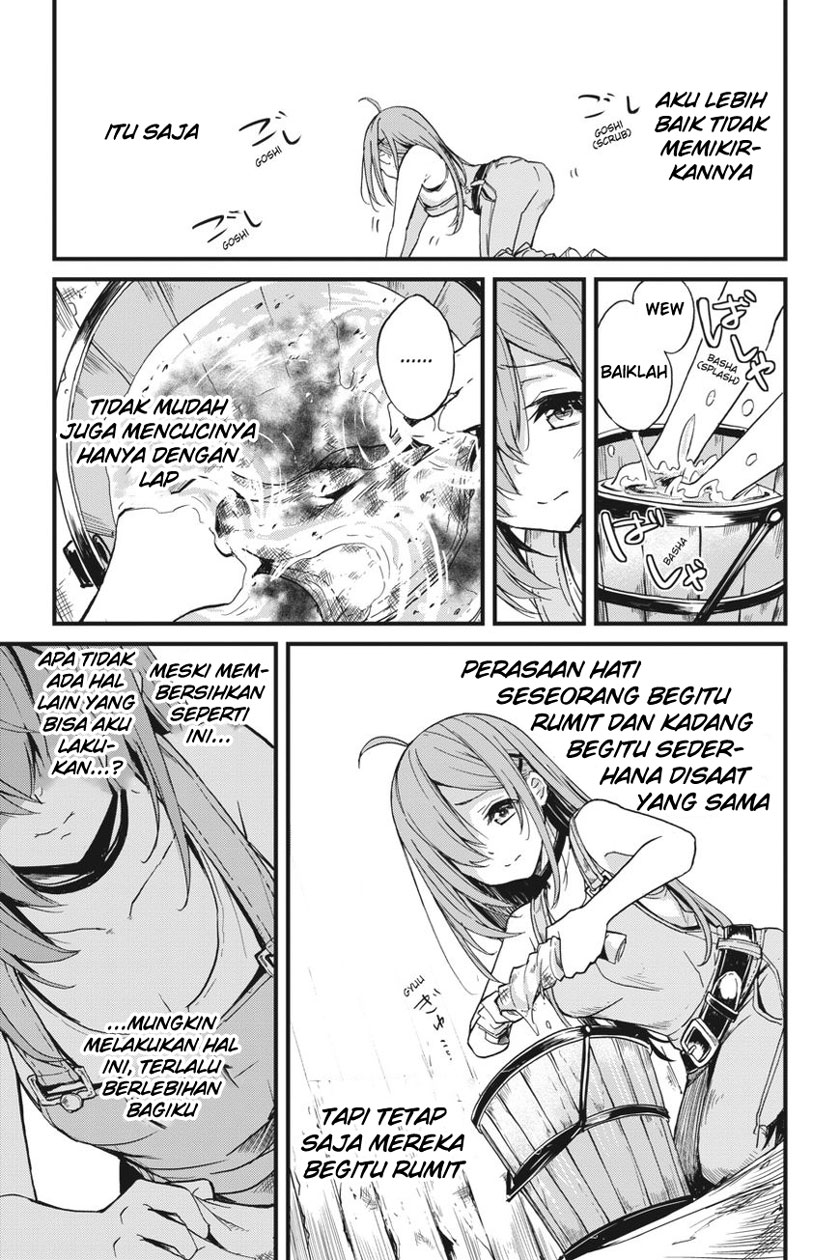 AKU LEBIH
BAIK TIDAK
MEMIKIR-
KANNYA
ごし
GOSHI
(SCRUB)
ごし
GOSHI
ITU SAJA
ごし
GOSHI
WEW
BAIKLAH
ばしゃ
BASHA
(SPLASH)
ばしゃ
BASHA
......
TIDAK MUDAH
JUGA MENCUCINYA
HANYA DENGAN
LAP
PERASAAN HATI
SESEORANG BEGITU
RUMIT DAN KADANG
BEGITU SEDER-
HANA DISAAT
YANG SAMA
GYUU
ぎゅ...
TAPI TETAP
SAJA MEREKA
BEGITU RUMIT
MESKI MEM-
BERSIHKAN
SEPERTI
INI...
APA TIDAK
ADA HAL
LAIN YANG
BISA AKU
LAKU-
KAN...?
...MUNGKIN
MELAKUKAN HAL
INI, TERLALU
BERLEBIHAN
BAGIKU